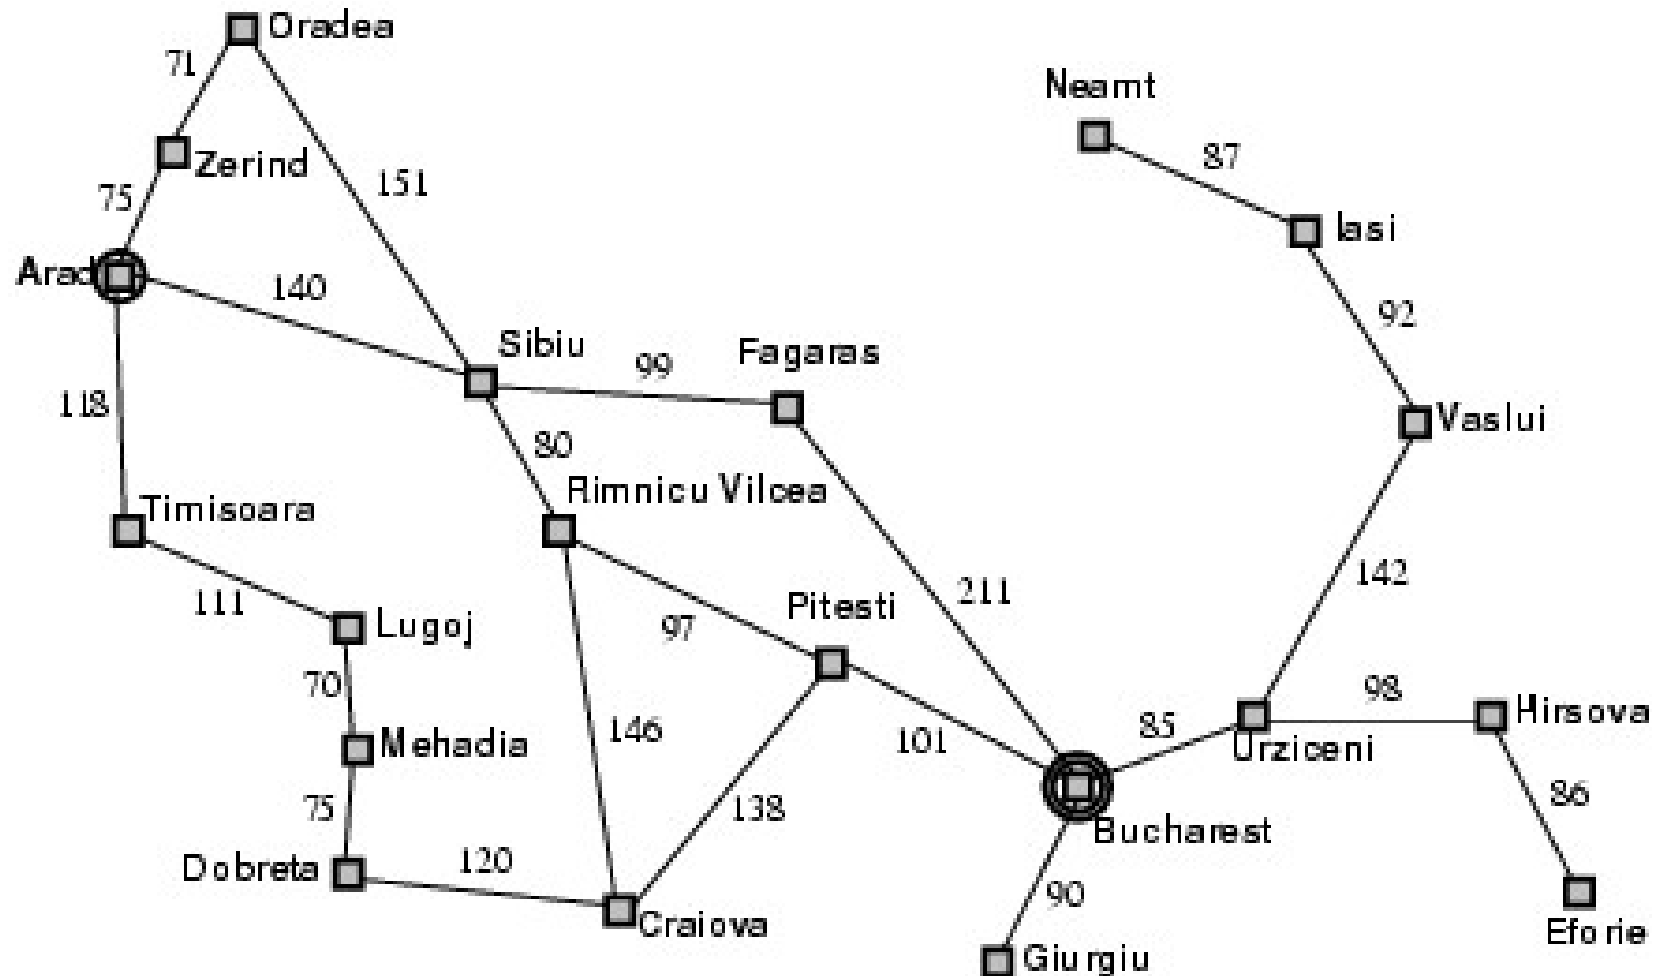 Oradea
71
Neamt
87
Zerind
151
75
Iasi
Arad
140
92
Sibiu
Fagaras
99
118
Vaslui
80
Rimnicu Vilcea
Timisoara
142
211
Pitesti
111
Lugoj
97
70
98
Hirsova
85
Urziceni
Mehadia
146
101
86
75
138
Bucharest
Dobreta
120
90
Craiova
Eforie
Giurgiu